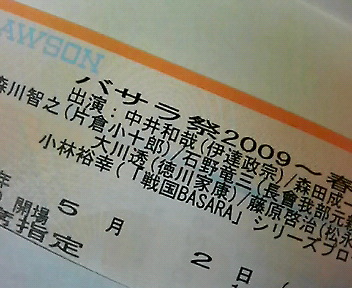 AWSON
バサラ祭2009～春
出演：中井和哉(伊達政宗)/森田成一
森川智之(片倉小十郎)/石野竜三(長曾我部元親
大川透(徳川家康)/藤原啓治(松永
小林裕幸(「戦国BASARA」シリーズプロ
年 5月 2日(
開場
指定